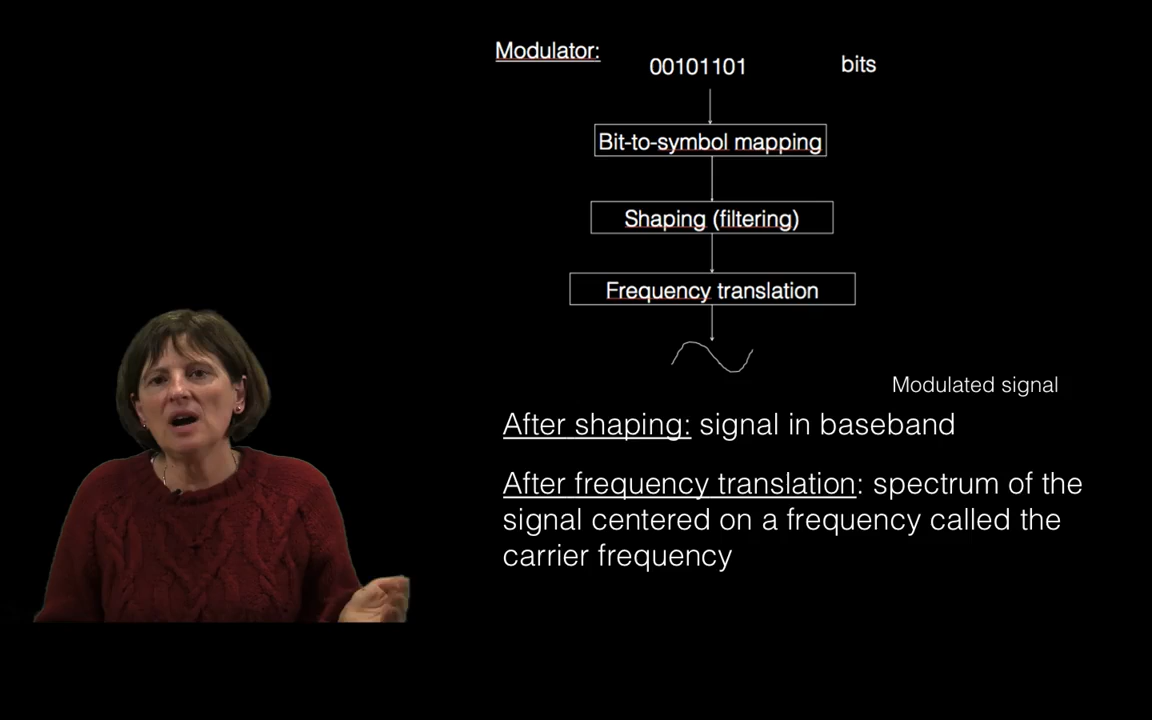 Modulator:
00101101
bits
Bit-to-symbol mapping
Shaping (filtering)
Frequency translation
Modulated signal
After shaping: signal in baseband
After frequency translation: spectrum of the
signal centered on a frequency called the
carrier frequency